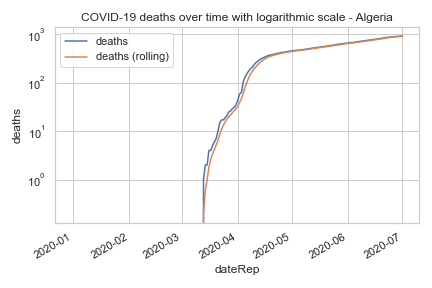 COVID-19 deaths over time with logarithmic scale - Algeria
deaths
deaths (rolling)
10³
10²
10¹
10⁰
deaths
2020-01
2020-02
2020-03
2020-04
2020-05
2020-06
2020-07
dateRep